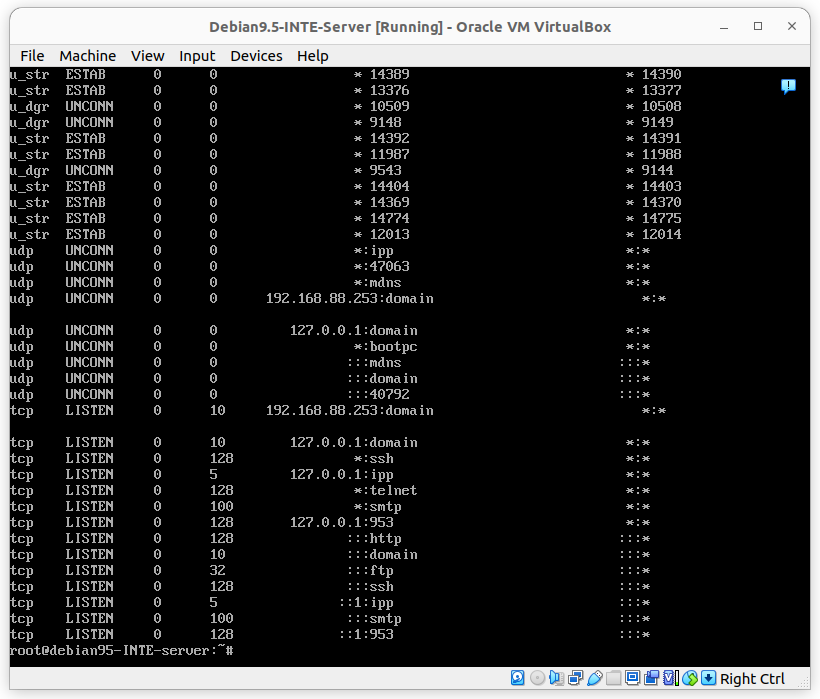 Debian9.5-INTE-Server [Running] - Oracle VM VirtualBox
File Machine View Input Devices Help
u_str ESTAB 0 0 * 14389 * 14390
u_str ESTAB 0 0 * 13376 * 13377
u_dgr UNCONN 0 0 * 10509 * 10508
u_dgr UNCONN 0 0 * 9148 * 9149
u_str ESTAB 0 0 * 14392 * 14391
u_str ESTAB 0 0 * 11987 * 11988
u_dgr UNCONN 0 0 * 9543 * 9144
u_str ESTAB 0 0 * 14404 * 14403
u_str ESTAB 0 0 * 14369 * 14370
u_str ESTAB 0 0 * 14774 * 14775
u_str ESTAB 0 0 * 12013 * 12014
udp UNCONN 0 0 *:ipp *:*
udp UNCONN 0 0 *:47063 *:*
udp UNCONN 0 0 *:mdns *:*
udp UNCONN 0 0 192.168.88.253:domain *:*
udp UNCONN 0 0 127.0.0.1:domain *:*
udp UNCONN 0 0 *:bootpc *:*
udp UNCONN 0 0 :::mdns :::*
udp UNCONN 0 0 :::domain :::*
udp UNCONN 0 0 :::40792 :::*
tcp LISTEN 0 10 192.168.88.253:domain *:*
tcp LISTEN 0 10 127.0.0.1:domain *:*
tcp LISTEN 0 128 *:ssh *:*
tcp LISTEN 0 5 127.0.0.1:ipp *:*
tcp LISTEN 0 128 *:telnet *:*
tcp LISTEN 0 100 *:smtp *:*
tcp LISTEN 0 128 127.0.0.1:953 *:*
tcp LISTEN 0 128 :::http :::*
tcp LISTEN 0 10 :::domain :::*
tcp LISTEN 0 32 :::ftp :::*
tcp LISTEN 0 128 :::ssh :::*
tcp LISTEN 0 5 ::1:ipp :::*
tcp LISTEN 0 100 :::smtp :::*
tcp LISTEN 0 128 ::1:953 :::*
root@debian95-INTE-server:~#
Right Ctrl